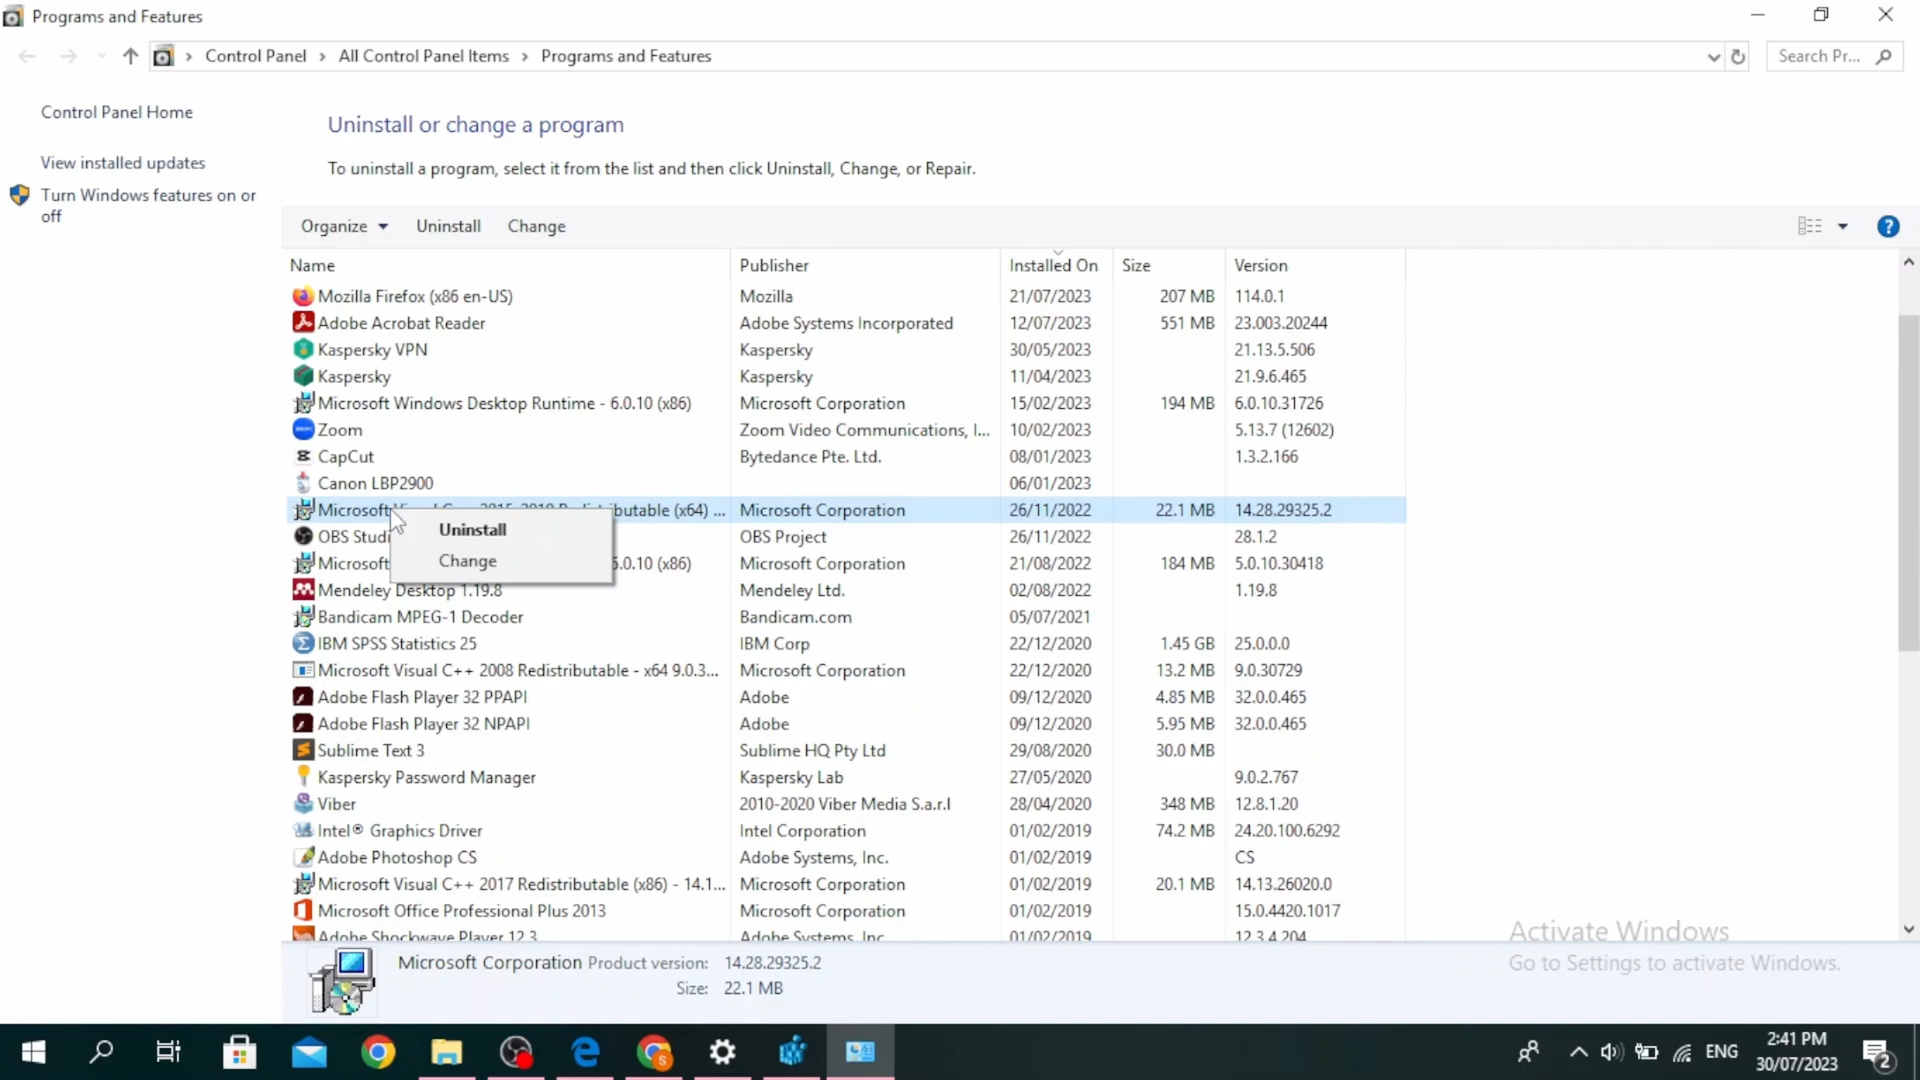 Programs and Features
Control Panel › All Control Panel Items › Programs and Features
Search Pr...
Control Panel Home
View installed updates
Turn Windows features on or
off
Uninstall or change a program
To uninstall a program, select it from the list and then click Uninstall, Change, or Repair.
Organize Uninstall Change
Name Publisher Installed On Size Version
Mozilla Firefox (x86 en-US) Mozilla 21/07/2023 207 MB 114.0.1
Adobe Acrobat Reader Adobe Systems Incorporated 12/07/2023 551 MB 23.003.20244
Kaspersky VPN Kaspersky 30/05/2023 21.13.5.506
Kaspersky Kaspersky 11/04/2023 21.9.6.465
Microsoft Windows Desktop Runtime - 6.0.10 (x86) Microsoft Corporation 15/02/2023 194 MB 6.0.10.31726
Zoom Zoom Video Communications, I... 10/02/2023 5.13.7 (12602)
CapCut Bytedance Pte. Ltd. 08/01/2023 1.3.2.166
Canon LBP2900 06/01/2023
Microsoft (x64) ... Microsoft Corporation 26/11/2022 22.1 MB 14.28.29325.2
Uninstall
OBS Studi OBS Project 26/11/2022 28.1.2
Change
Microsoft 5.0.10 (x86) Microsoft Corporation 21/08/2022 184 MB 5.0.10.30418
Mendeley Desktop 1.19.8 Mendeley Ltd. 02/08/2022 1.19.8
Bandicam MPEG-1 Decoder Bandicam.com 05/07/2021
IBM SPSS Statistics 25 IBM Corp 22/12/2020 1.45 GB 25.0.0.0
Microsoft Visual C++ 2008 Redistributable - x64 9.0.3... Microsoft Corporation 22/12/2020 13.2 MB 9.0.30729
Adobe Flash Player 32 PPAPI Adobe 09/12/2020 4.85 MB 32.0.0.465
Adobe Flash Player 32 NPAPI Adobe 09/12/2020 5.95 MB 32.0.0.465
Sublime Text 3 Sublime HQ Pty Ltd 29/08/2020 30.0 MB
Kaspersky Password Manager Kaspersky Lab 27/05/2020 9.0.2.767
Viber 2010-2020 Viber Media S.a.r.l 28/04/2020 348 MB 12.8.1.20
Intel® Graphics Driver Intel Corporation 01/02/2019 74.2 MB 24.20.100.6292
Adobe Photoshop CS Adobe Systems, Inc. 01/02/2019 CS
Microsoft Visual C++ 2017 Redistributable (x86) - 14.1... Microsoft Corporation 01/02/2019 20.1 MB 14.13.26020.0
Microsoft Office Professional Plus 2013 Microsoft Corporation 01/02/2019 15.0.4420.1017
Adobe Shockwave Player 12.3 Adobe Systems, Inc 01/02/2019 12.3.4.204
Activate Windows
Go to Settings to activate Windows.
Microsoft Corporation Product version: 14.28.29325.2
Size: 22.1 MB
ENG
2:41 PM
30/07/2023
2